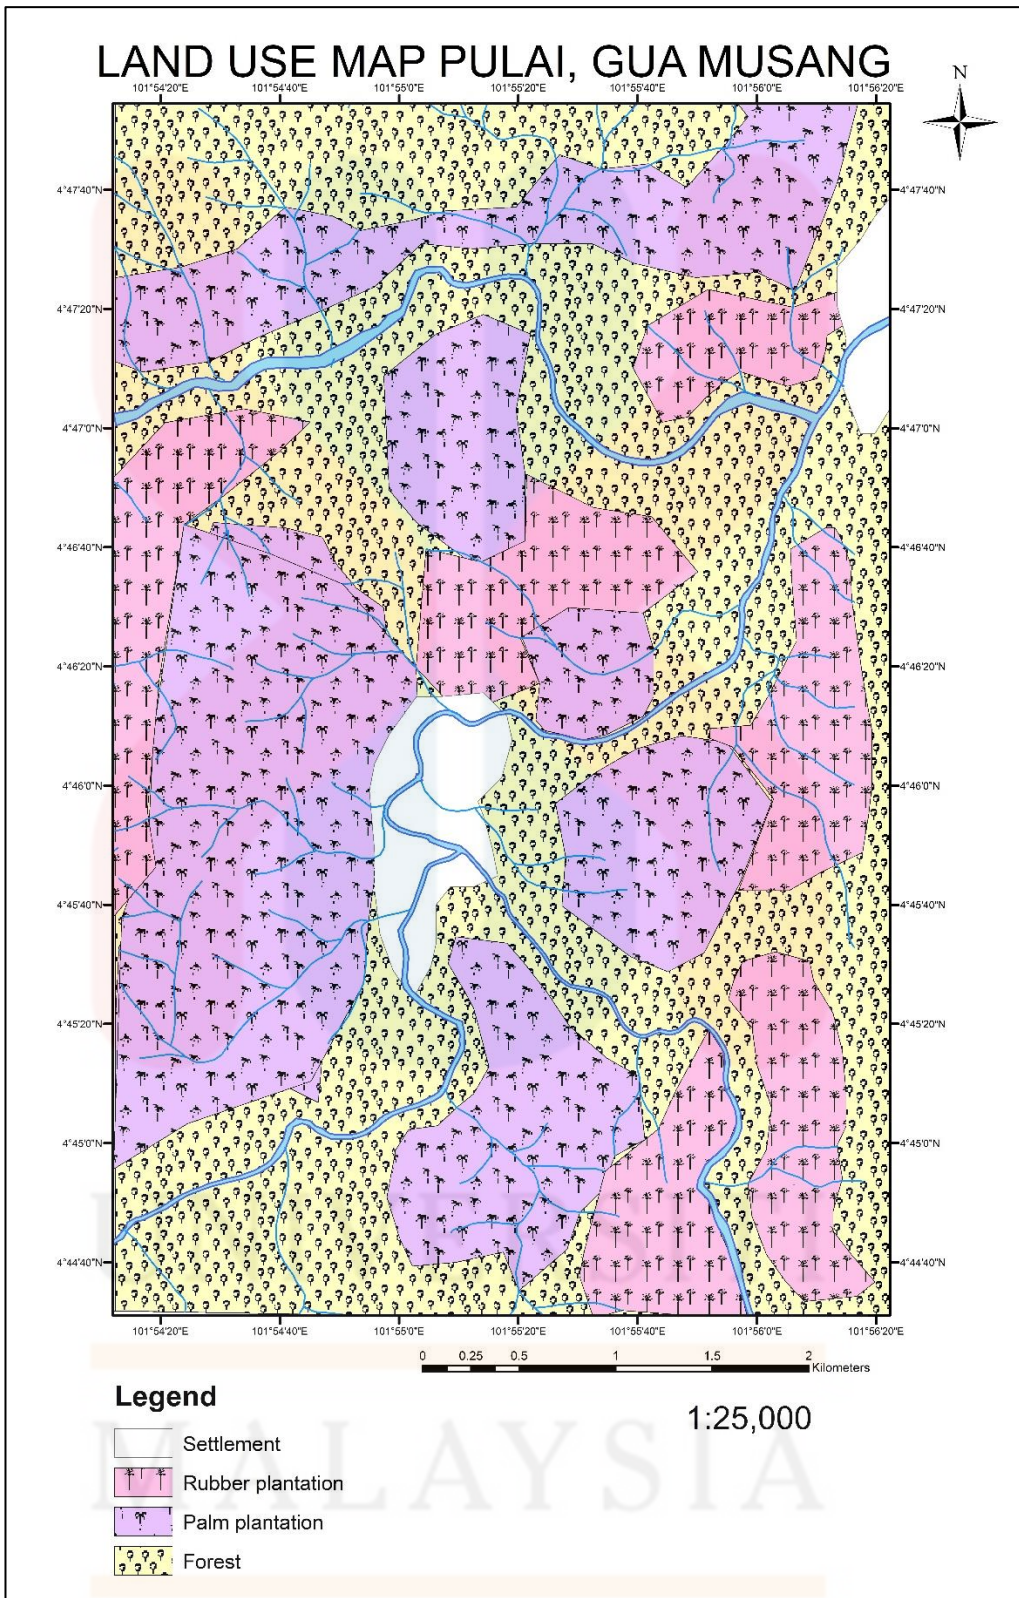 LAND USE MAP PULAI, GUA MUSANG
N
101°54'20"E 101°54'40"E 101°55'0"E 101°55'20"E 101°55'40"E 101°56'0"E 101°56'20"E
4°47'40"N 4°47'40"N
4°47'20"N 4°47'20"N
4°47'0"N 4°47'0"N
4°46'40"N 4°46'40"N
4°46'20"N 4°46'20"N
4°46'0"N 4°46'0"N
4°45'40"N 4°45'40"N
4°45'20"N 4°45'20"N
4°45'0"N 4°45'0"N
UNIVERSITI
4°44'40"N 4°44'40"N
101°54'20"E 101°54'40"E 101°55'0"E 101°55'20"E 101°55'40"E 101°56'0"E 101°56'20"E
0 0.25 0.5 1 1.5 2
Kilometers
Legend
1:25,000
MALAYSIA
Settlement
Rubber plantation
Palm plantation
Forest